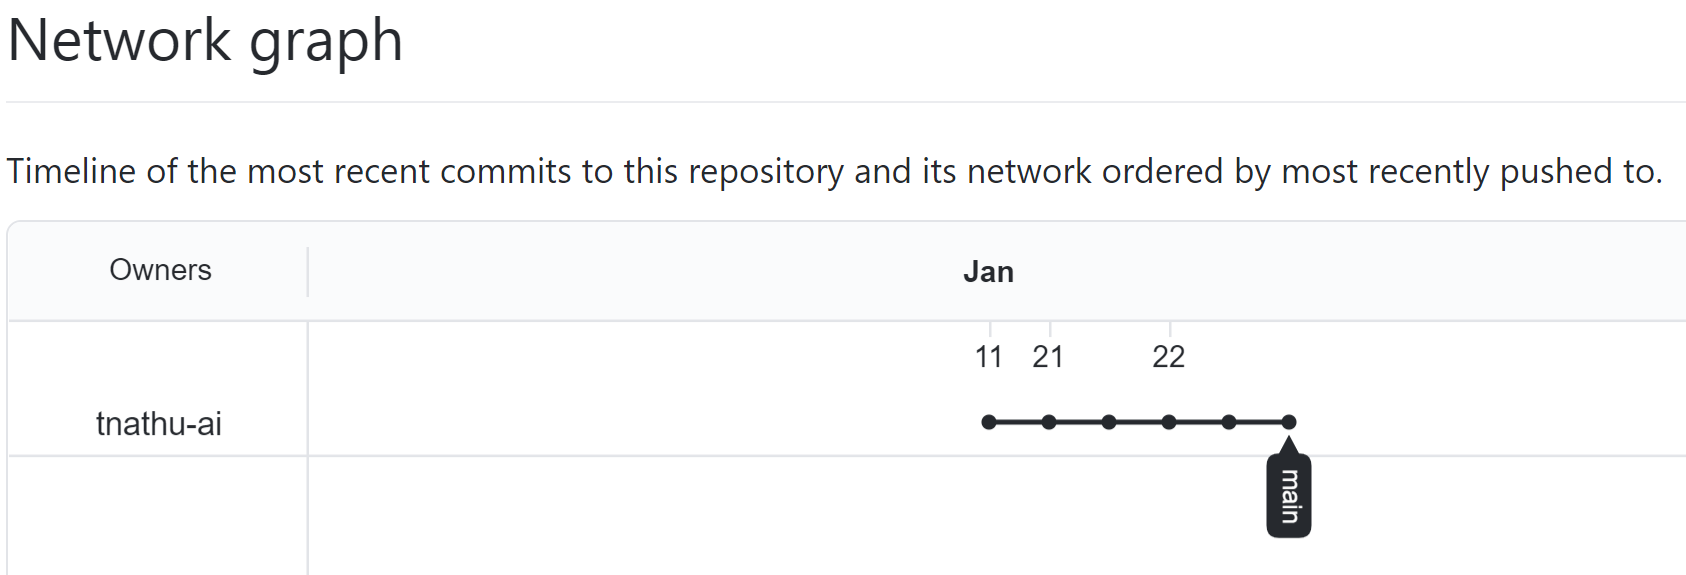 Network graph
Timeline of the most recent commits to this repository and its network ordered by most recently pushed to.
Owners
Jan
11 21 22
tnathu-ai
main